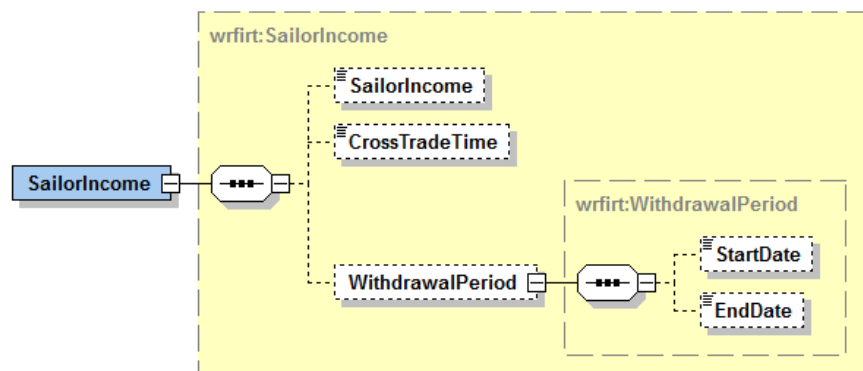 wrfirt:SailorIncome
SailorIncome
CrossTradeTime
SailorIncome
wrfirt:WithdrawalPeriod
StartDate
WithdrawalPeriod
EndDate